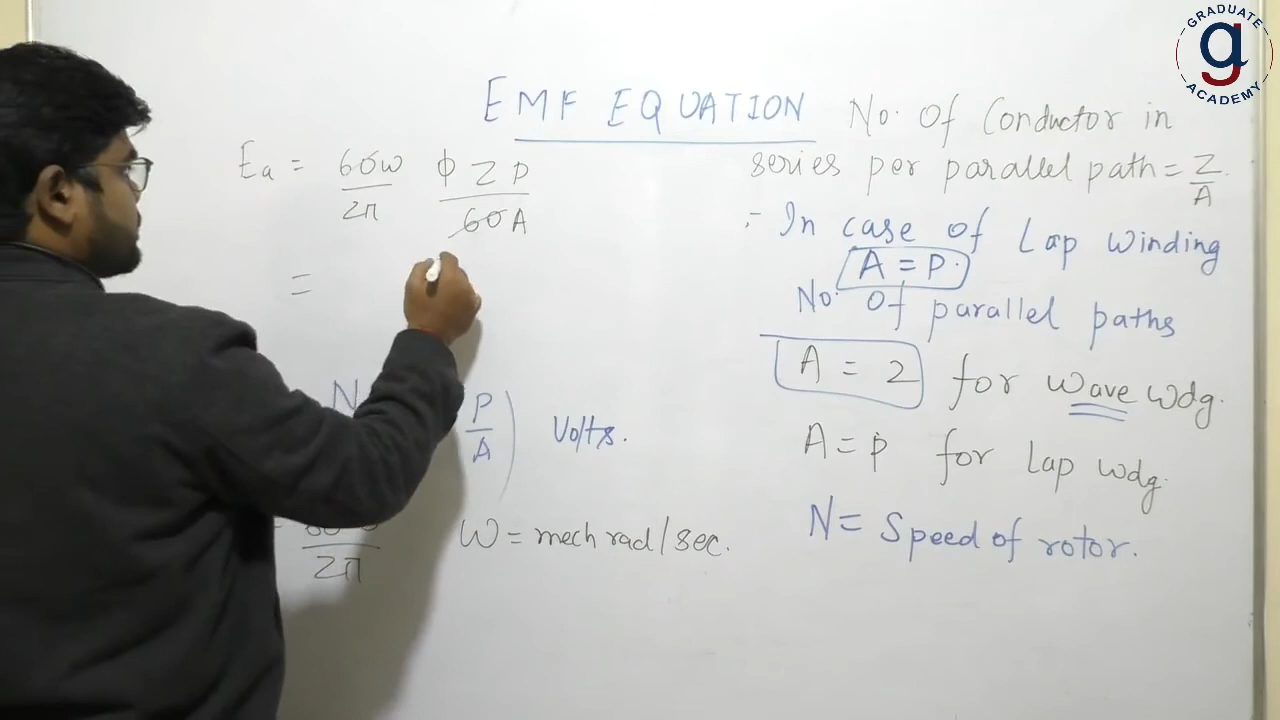 GRADUATE
g
ACADEMY
EMF EQUATION
Ea = 60ω/2π φZP/60A
=
N
P/A) Volts.
2π
ω = mech rad/sec.
No. Of Conductor in
series per parallel path = Z/A.
:- In case of Lap Winding
A = P.
No. Of parallel paths
A = 2 for wave wdg.
A = P for Lap wdg.
N = Speed of rotor.